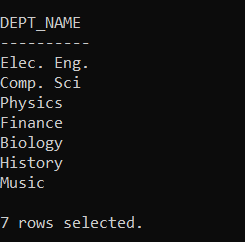 DEPT_NAME
----------
Elec. Eng.
Comp. Sci
Physics
Finance
Biology
History
Music
7 rows selected.